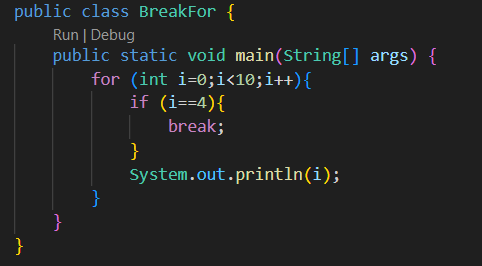 public class BreakFor {
Run | Debug
public static void main(String[] args) {
for (int i=0;i<10;i++){
if (i==4){
break;
}
System.out.println(i);
}
}
}